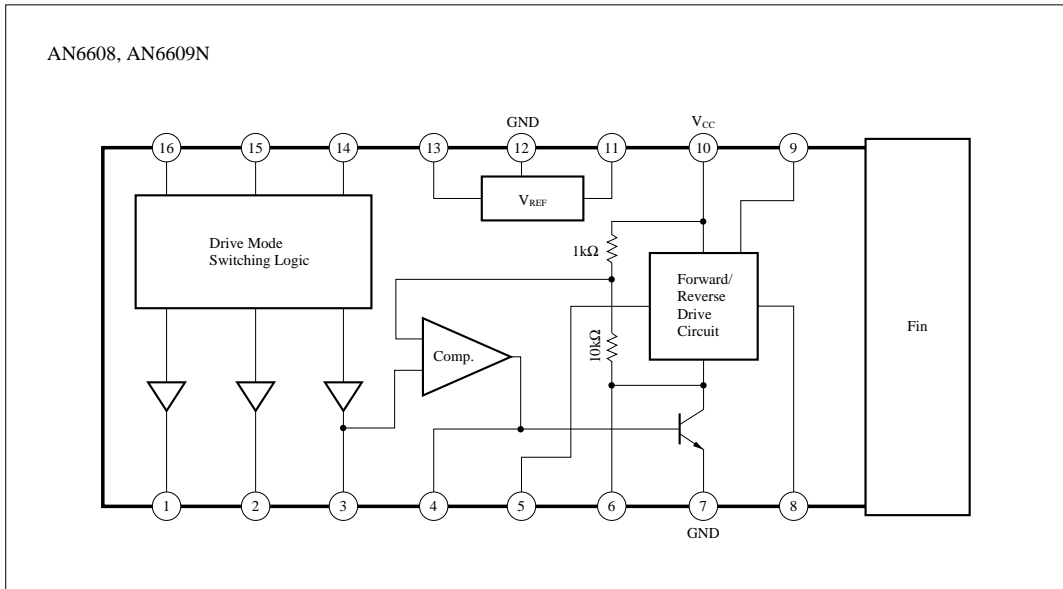 AN6608, AN6609N
GND
V_CC
16
15
14
13
12
11
10
9
V_REF
Drive Mode
Switching Logic
1kΩ
Forward/
Reverse
Drive
Circuit
Fin
10kΩ
Comp.
1
2
3
4
5
6
7
8
GND